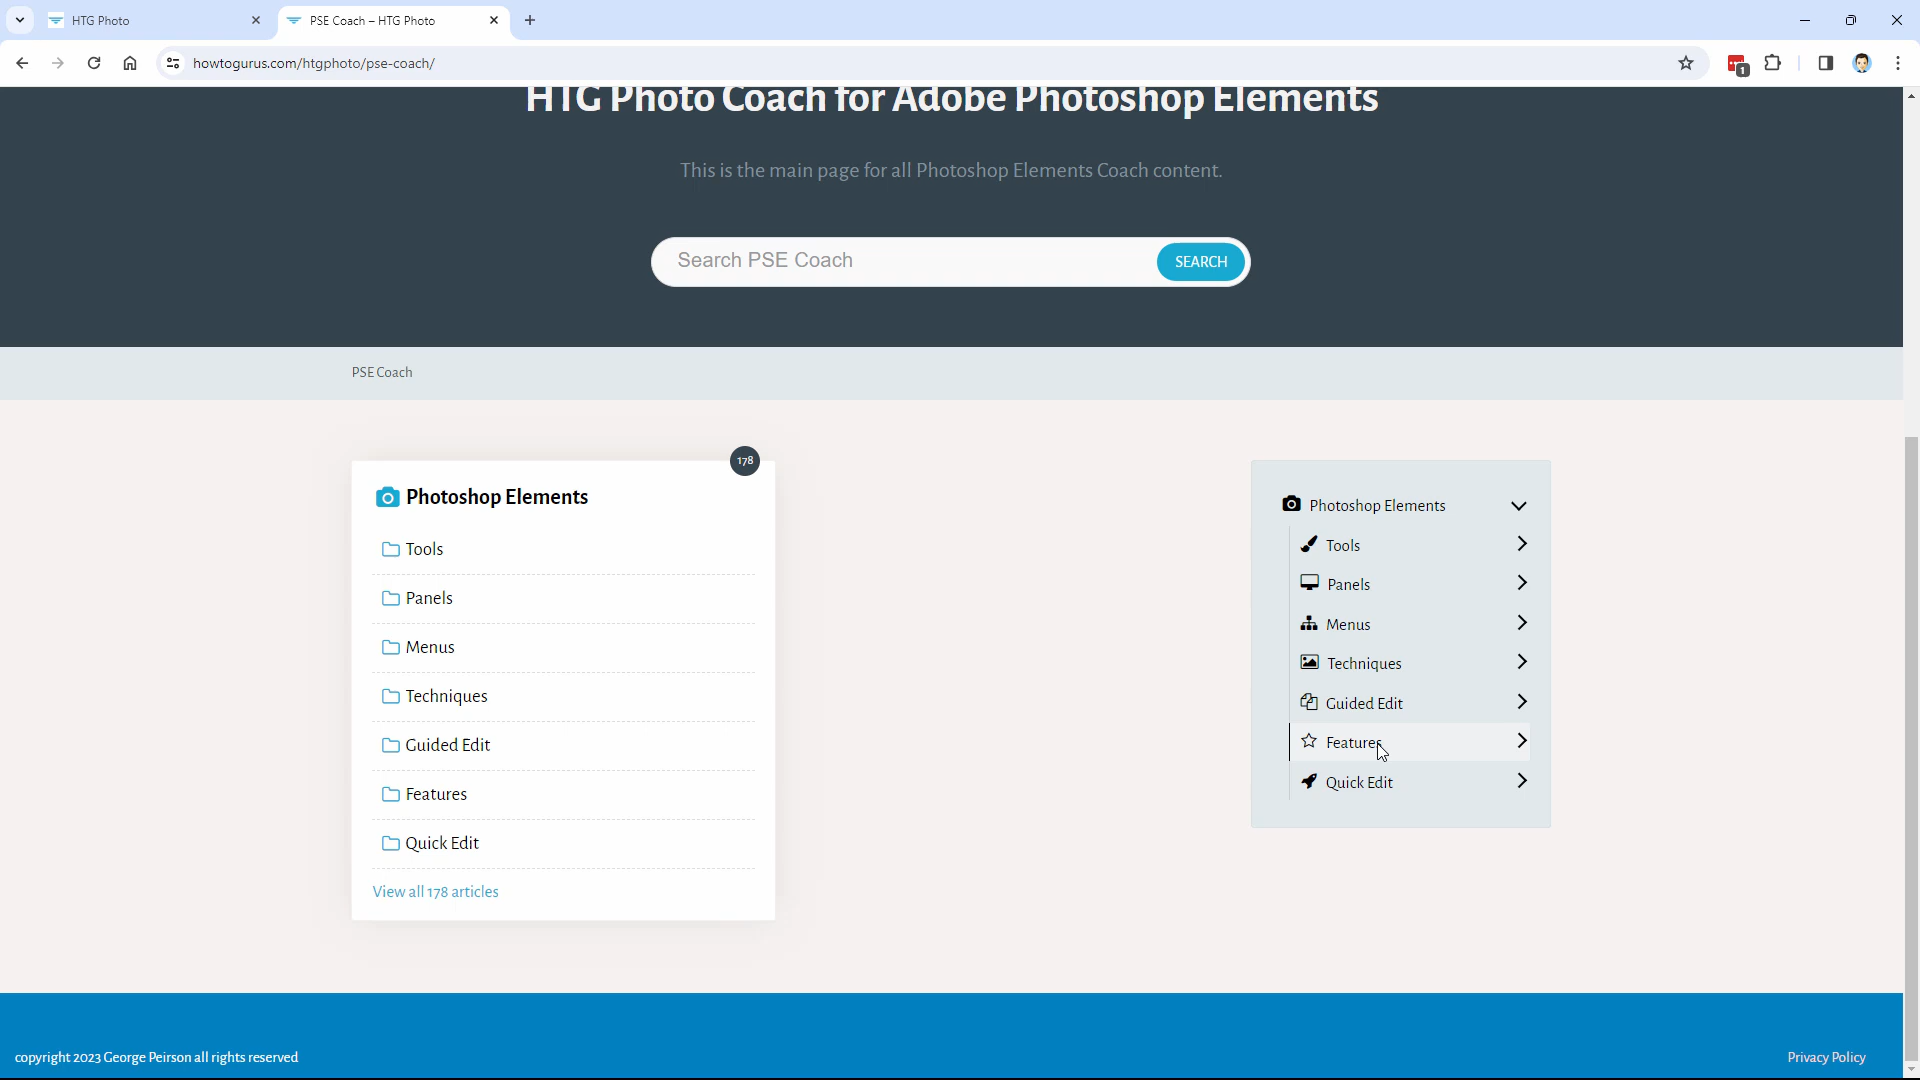 HTG Photo
PSE Coach – HTG Photo
howtogurus.com/htgphoto/pse-coach/
1
HTG Photo Coach for Adobe Photoshop Elements
This is the main page for all Photoshop Elements Coach content.
Search PSE Coach
SEARCH
PSE Coach
178
Photoshop Elements
Tools
Panels
Menus
Techniques
Guided Edit
Features
Quick Edit
View all 178 articles
Photoshop Elements
Tools
Panels
Menus
Techniques
Guided Edit
Features
Quick Edit
copyright 2023 George Peirson all rights reserved
Privacy Policy